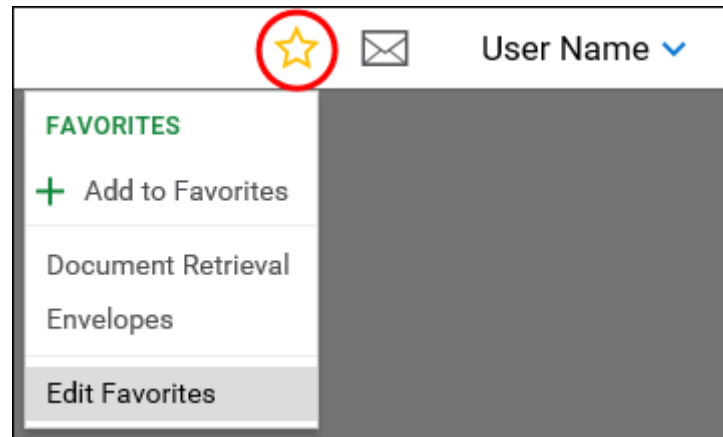 User Name
FAVORITES
Add to Favorites
Document Retrieval
Envelopes
Edit Favorites